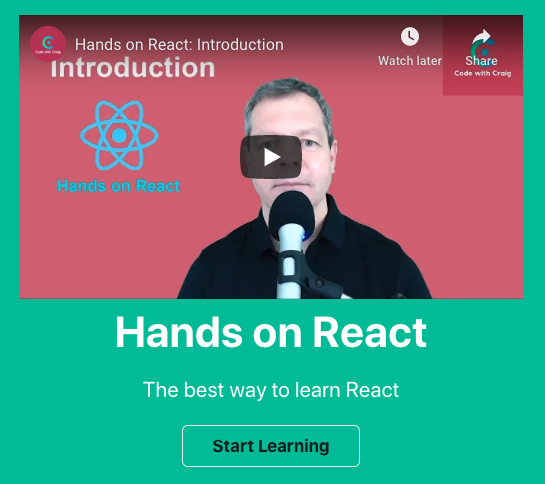 Hands on React: Introduction
Watch later
Share
Code with Craig
Code with Craig
Introduction
Hands on React
Hands on React
The best way to learn React
Start Learning